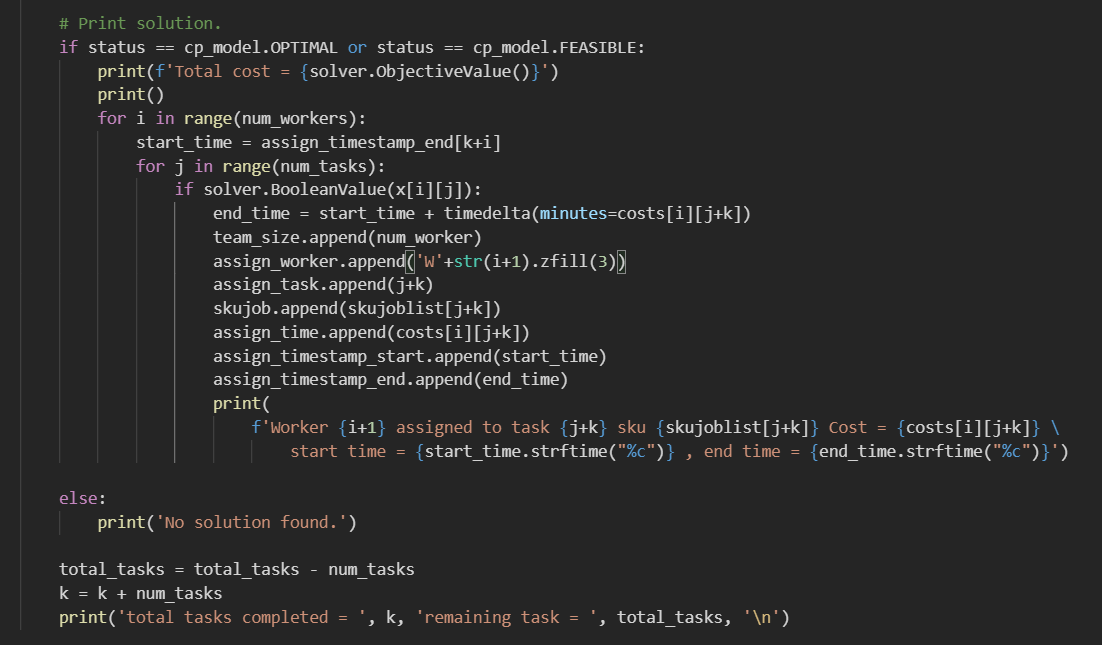 # Print solution.
if status == cp_model.OPTIMAL or status == cp_model.FEASIBLE:
    print(f'Total cost = {solver.ObjectiveValue()}')
    print()
    for i in range(num_workers):
        start_time = assign_timestamp_end[k+i]
        for j in range(num_tasks):
            if solver.BooleanValue(x[i][j]):
                end_time = start_time + timedelta(minutes=costs[i][j+k])
                team_size.append(num_worker)
                assign_worker.append('W'+str(i+1).zfill(3))
                assign_task.append(j+k)
                skujob.append(skujoblist[j+k])
                assign_time.append(costs[i][j+k])
                assign_timestamp_start.append(start_time)
                assign_timestamp_end.append(end_time)
                print(
                    f'Worker {i+1} assigned to task {j+k} sku {skujoblist[j+k]} Cost = {costs[i][j+k]} \
                        start time = {start_time.strftime("%c")} , end time = {end_time.strftime("%c")}')
else:
    print('No solution found.')
total_tasks = total_tasks - num_tasks
k = k + num_tasks
print('total tasks completed = ', k, 'remaining task = ', total_tasks, '\n')